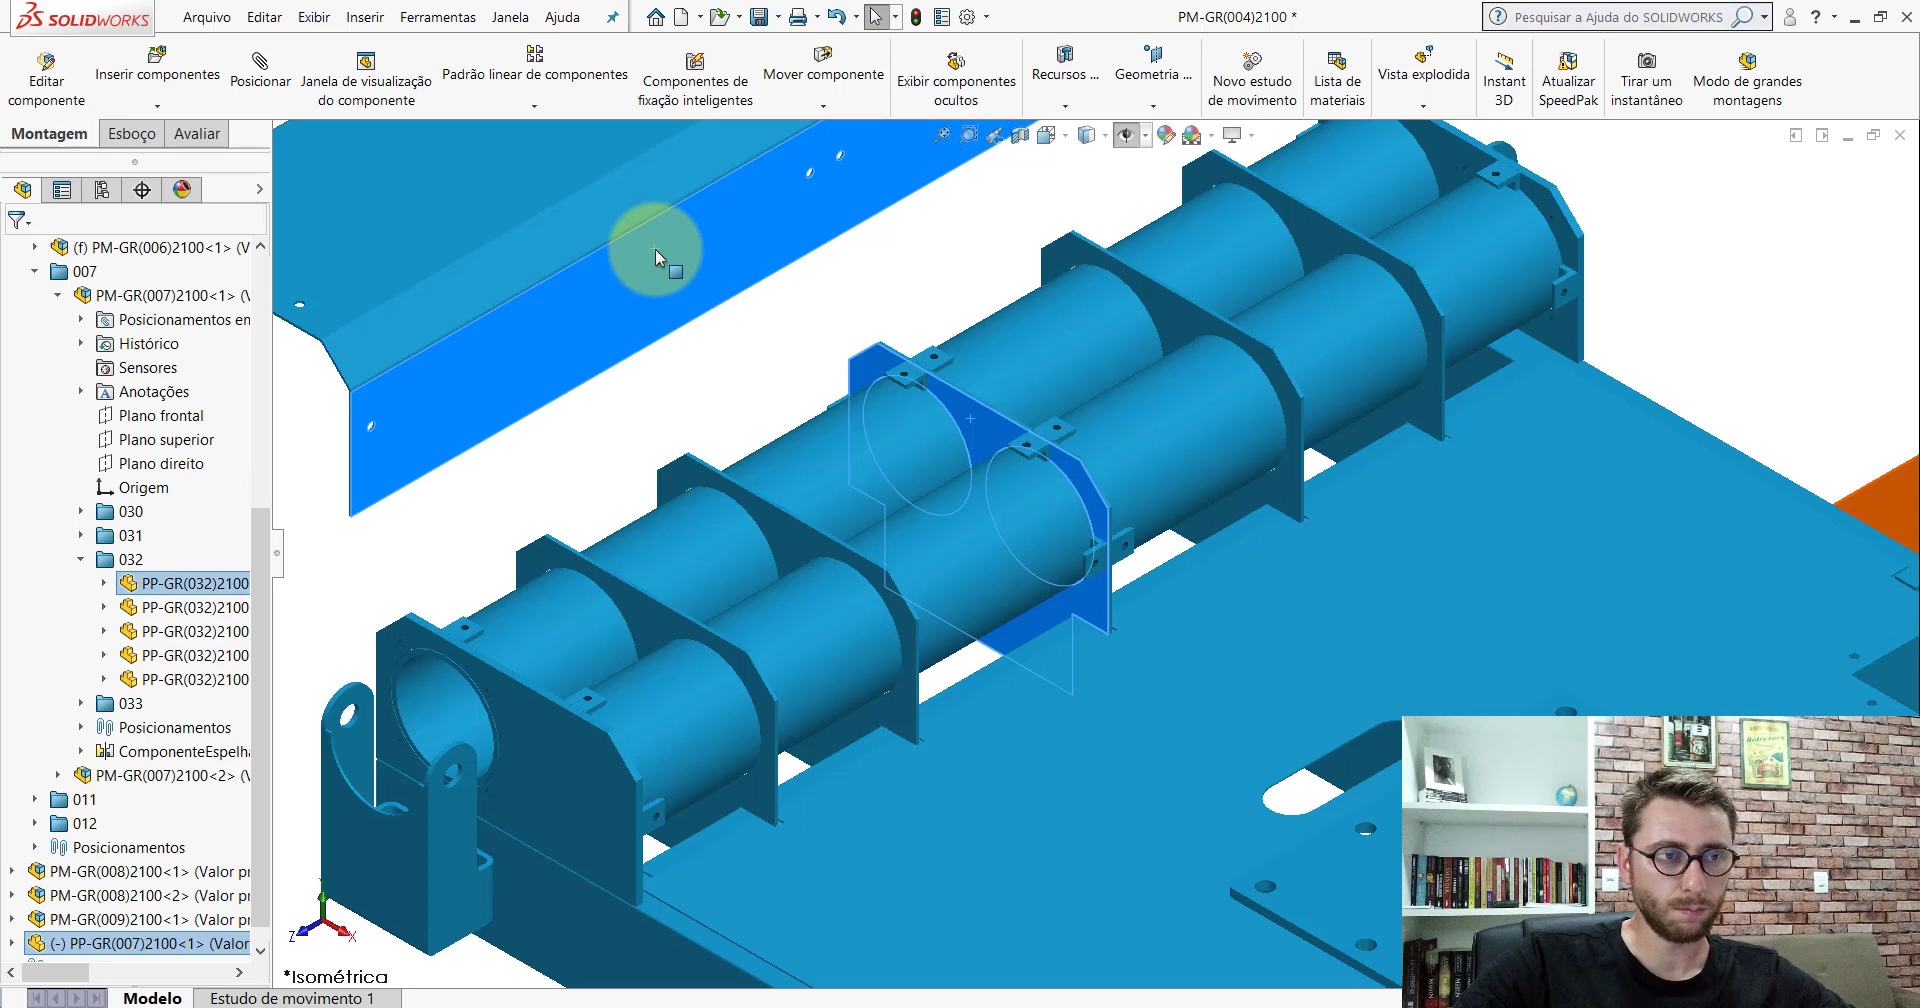 SOLIDWORKS
Arquivo Editar Exibir Inserir Ferramentas Janela Ajuda
PM-GR(004)2100 *
Pesquisar a Ajuda do SOLIDWORKS
?
Editar componente
Inserir componentes
Posicionar
Janela de visualização do componente
Padrão linear de componentes
Componentes de fixação inteligentes
Mover componente
Exibir componentes ocultos
Recursos ...
Geometria ...
Novo estudo de movimento
Lista de materiais
Vista explodida
Instant 3D
Atualizar SpeedPak
Tirar um instantâneo
Modo de grandes montagens
Montagem Esboço Avaliar
(f) PM-GR(006)2100<1> (V
007
PM-GR(007)2100<1> (V
Posicionamentos en
Histórico
Sensores
Anotações
Plano frontal
Plano superior
Plano direito
Origem
030
031
032
PP-GR(032)2100
PP-GR(032)2100
PP-GR(032)2100
PP-GR(032)2100
PP-GR(032)2100
033
Posicionamentos
ComponenteEspelha
PM-GR(007)2100<2> (V
011
012
Posicionamentos
PM-GR(008)2100<1> (Valor pr
PM-GR(008)2100<2> (Valor pr
PM-GR(009)2100<1> (Valor pr
(-) PP-GR(007)2100<1> (Valor
Z X
*Isométrica
Modelo Estudo de movimento 1